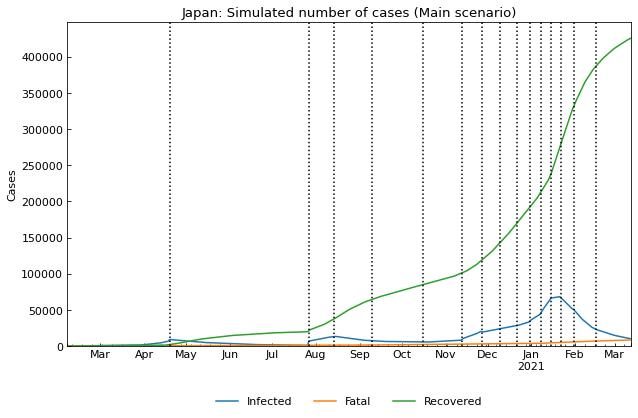 Japan: Simulated number of cases (Main scenario)
Cases
400000
350000
300000
250000
200000
150000
100000
50000
0
Mar Apr May Jun Jul Aug Sep Oct Nov Dec Jan Feb Mar
2021
Infected Fatal Recovered